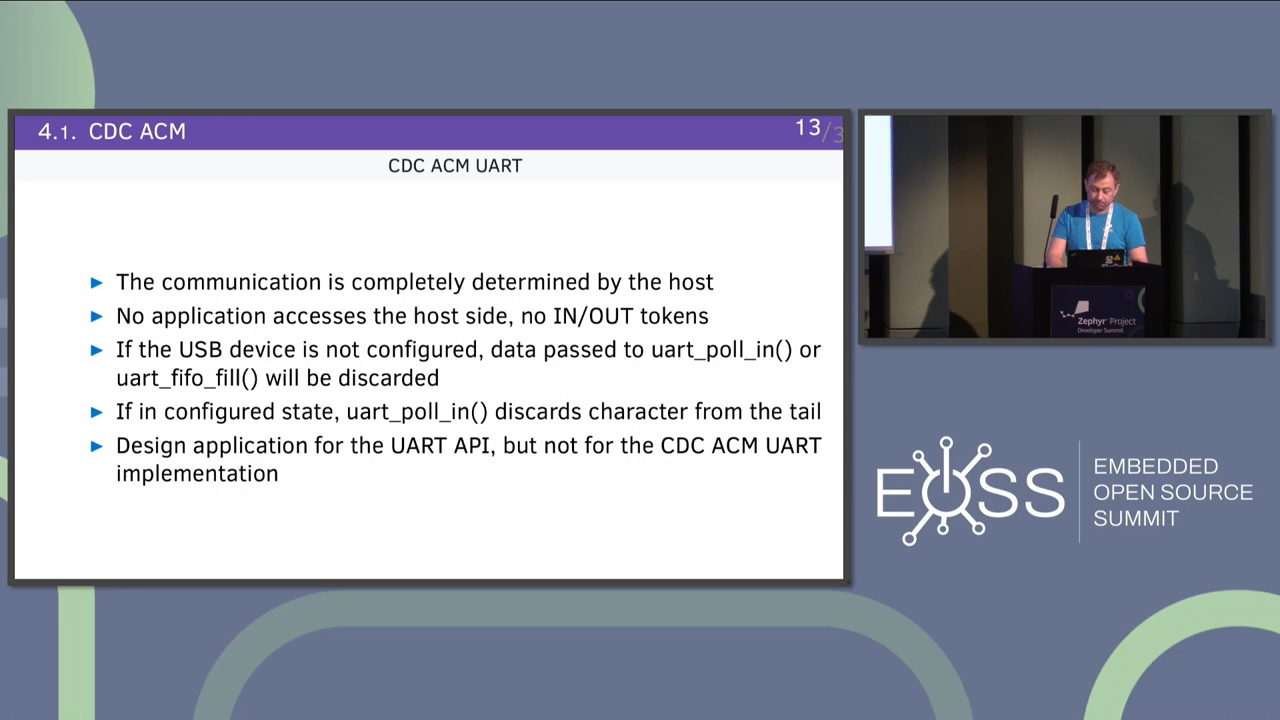 4.1. CDC ACM
13/3
CDC ACM UART
The communication is completely determined by the host
No application accesses the host side, no IN/OUT tokens
If the USB device is not configured, data passed to uart_poll_in() or
uart_fifo_fill() will be discarded
If in configured state, uart_poll_in() discards character from the tail
Design application for the UART API, but not for the CDC ACM UART
implementation
Zephyr Project
Developer Summit
EOSS
EMBEDDED
OPEN SOURCE
SUMMIT